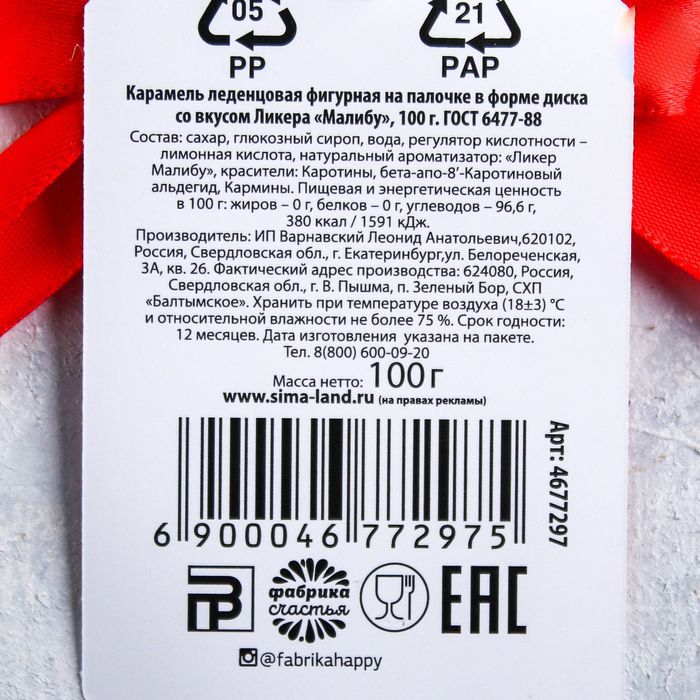 05 21
PP PAP
Карамель леденцовая фигурная на палочке в форме диска
со вкусом Ликера «Малибу», 100 г. ГОСТ 6477-88
Состав: сахар, глюкозный сироп, вода, регулятор кислотности –
лимонная кислота, натуральный ароматизатор: «Ликер
Малибу», красители: Каротины, бета-апо-8'-Каротиновый
альдегид, Кармины. Пищевая и энергетическая ценность
в 100 г: жиров – 0 г, белков – 0 г, углеводов – 96,6 г,
380 ккал / 1591 кДж.
Производитель: ИП Варнавский Леонид Анатольевич,620102,
Россия, Свердловская обл., г. Екатеринбург,ул. Белореченская,
3А, кв. 26. Фактический адрес производства: 624080, Россия,
Свердловская обл., г. В. Пышма, п. Зеленый Бор, СХП
«Балтымское». Хранить при температуре воздуха (18±3) °С
и относительной влажности не более 75 %. Срок годности:
12 месяцев. Дата изготовления указана на пакете.
Тел. 8(800) 600-09-20
Масса нетто: 100 г
www.sima-land.ru (на правах рекламы)
Арт: 4677297
6 900046 772975
фабрика
счастья
ЕАС
@fabrikahappy